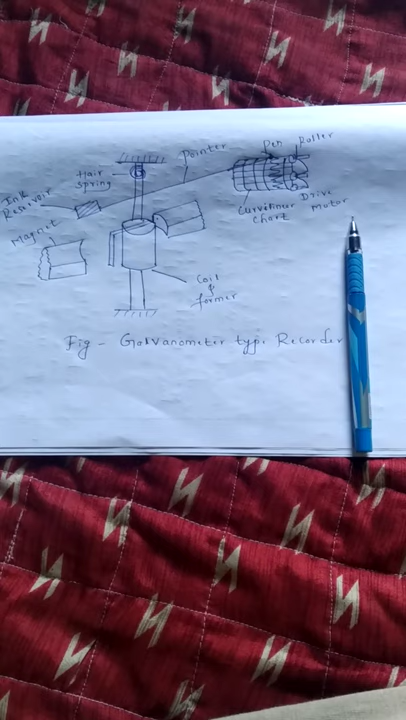 Pen
Roller
Pointer
Hair
Spring
Ink
Reservoir
Magnet
Curvilinear
Chart
Drive
Motor
Coil
&
former
Fig - Galvanometer type Recorder